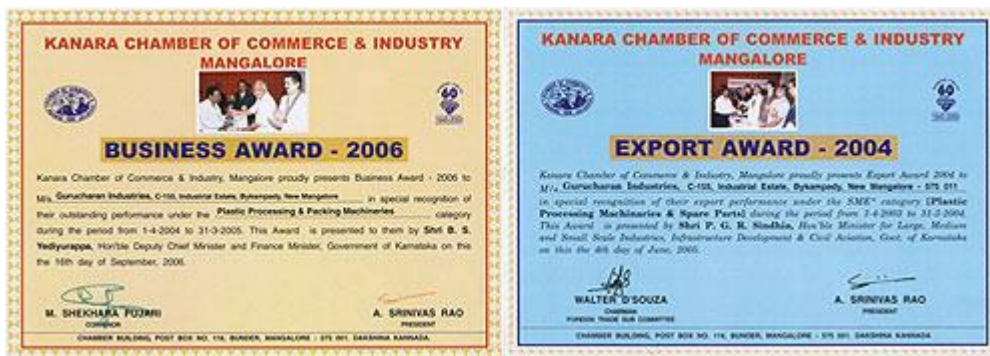 KANARA CHAMBER OF COMMERCE & INDUSTRY
MANGALORE
60
BUSINESS AWARD - 2006
Kanara Chamber of Commerce & Industry, Mangalore proudly presents Business Award - 2006 to
M/s. Gurucharan Industries, C-155, Industrial Estate, Bykampady, New Mangalore in special recognition of
their outstanding performance under the Plastic Processing & Packing Machineries category
during the period from 1-4-2004 to 31-3-2005. This Award is presented to them by Shri B. S.
Yediyurappa, Hon'ble Deputy Chief Minister and Finance Minister, Government of Karnataka on this
the 16th day of September, 2006.
M. SHEKHARA PUJARI
CONVENOR
A. SRINIVAS RAO
PRESIDENT
CHAMBER BUILDING, POST BOX NO. 116, BUNDER, MANGALORE - 575 001. DAKSHINA KANNADA.
KANARA CHAMBER OF COMMERCE & INDUSTRY
MANGALORE
60
EXPORT AWARD - 2004
Kanara Chamber of Commerce & Industry, Mangalore proudly presents Export Award 2004 to
M/s. Gurucharan Industries, C-155, Industrial Estate, Bykampady, New Mangalore - 575 011
in special recognition of their export performance under the SME" category [Plastic
Processing Machinaries & Spare Parts] during the period from 1-4-2003 to 31-3-2004.
This Award is presented by Shri P. G. R. Sindhia, Hon'ble Minister for Large, Medium
and Small Scale Industries, Infrastructure Development & Civil Aviation, Govt. of Karnataka
on this the 4th day of June, 2005.
WALTER D'SOUZA
CHAIRMAN
FOREIGN TRADE SUB COMMITTEE
A. SRINIVAS RAO
PRESIDENT
CHAMBER BUILDING, POST BOX NO. 116, BUNDER, MANGALORE - 575 001. DAKSHINA KANNADA.